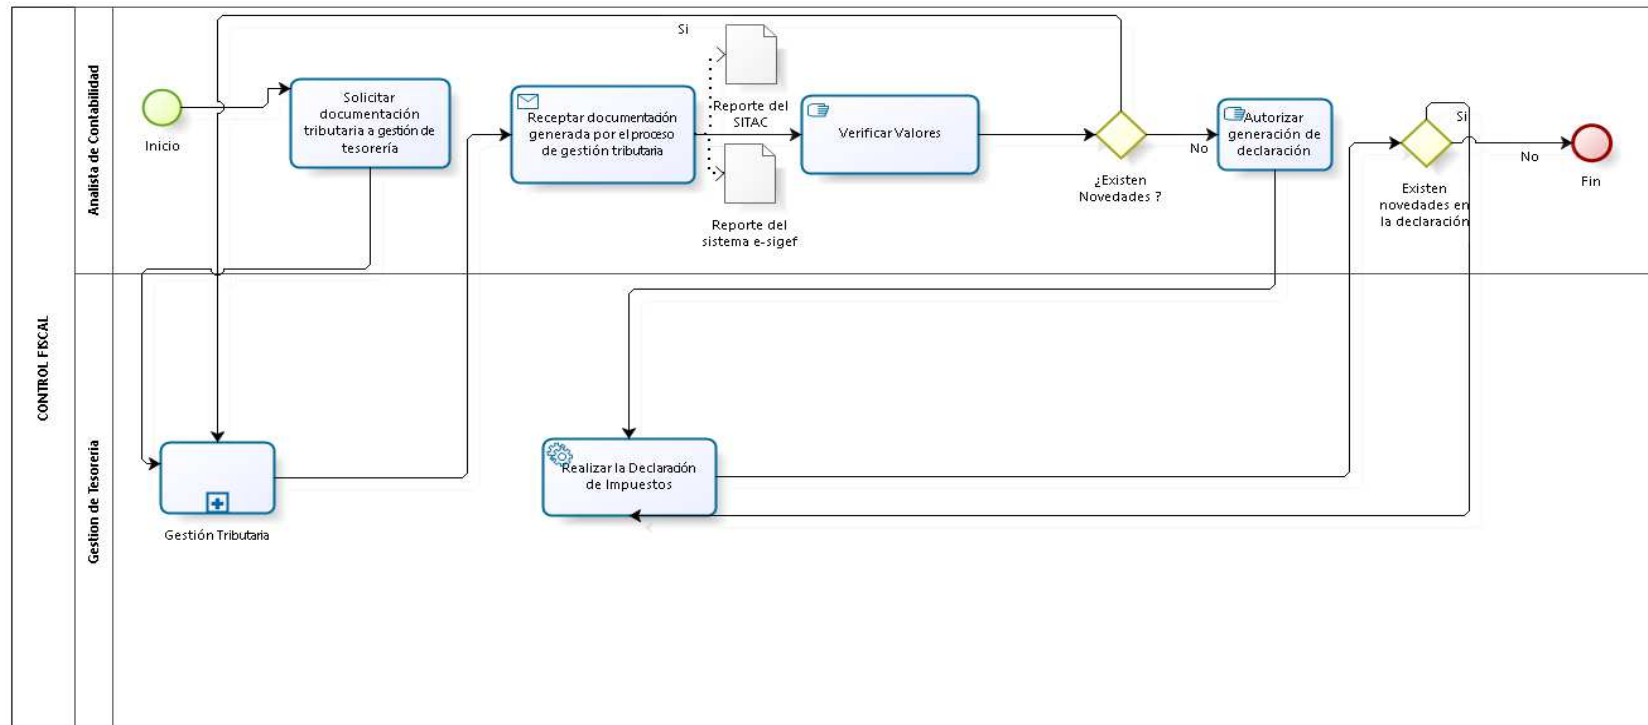 CONTROL FISCAL
Analista de Contabilidad
Inicio
Solicitar
documentación
tributaria a gestión de
tesorería
Receptar documentación
generada por el proceso
de gestión tributaria
Si
Reporte del
SITAC
Reporte del
sistema e-sigef
Verificar Valores
¿Existen
Novedades ?
No
Autorizar
generación de
declaración
Si
Existen
novedades en
la declaración
No
Fin
Gestion de Tesoreria
Gestión Tributaria
Realizar la Declaración
de Impuestos